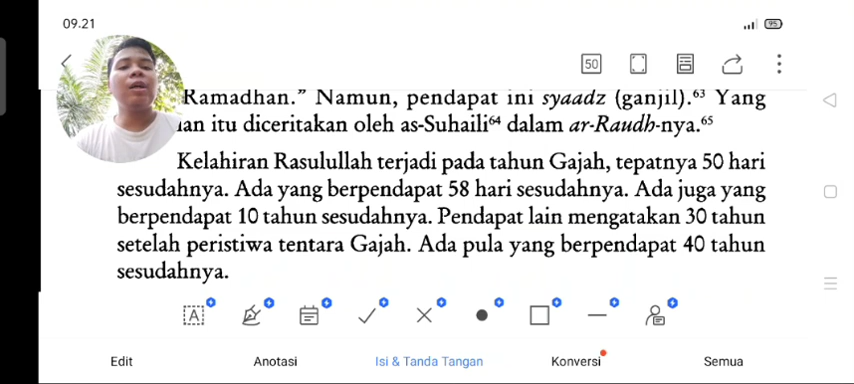 09.21
95
50
Ramadhan.” Namun, pendapat ini syaadz (ganjil).⁶³ Yang
ian itu diceritakan oleh as-Suhaili⁶⁴ dalam ar-Raudh-nya.⁶⁵
Kelahiran Rasulullah terjadi pada tahun Gajah, tepatnya 50 hari
sesudahnya. Ada yang berpendapat 58 hari sesudahnya. Ada juga yang
berpendapat 10 tahun sesudahnya. Pendapat lain mengatakan 30 tahun
setelah peristiwa tentara Gajah. Ada pula yang berpendapat 40 tahun
sesudahnya.
A
Edit Anotasi Isi & Tanda Tangan Konversi Semua